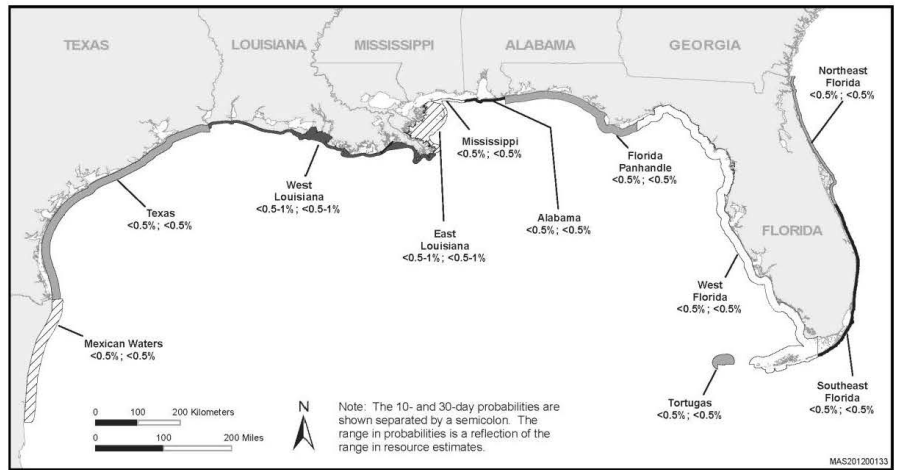 TEXAS
LOUISIANA
MISSISSIPPI
ALABAMA
GEORGIA
Northeast
Florida
<0.5%; <0.5%
Mississippi
<0.5%; <0.5%
Florida
Panhandle
<0.5%; <0.5%
West
Louisiana
<0.5-1%; <0.5-1%
Texas
<0.5%; <0.5%
Alabama
<0.5%; <0.5%
East
Louisiana
<0.5-1%; <0.5-1%
FLORIDA
West
Florida
<0.5%; <0.5%
Mexican Waters
<0.5%; <0.5%
Southeast
Florida
<0.5%; <0.5%
Tortugas
<0.5%; <0.5%
0 100 200 Kilometers
0 100 200 Miles
N
Note: The 10- and 30-day probabilities are
shown separated by a semicolon. The
range in probabilities is a reflection of the
range in resource estimates.
MAS201200133